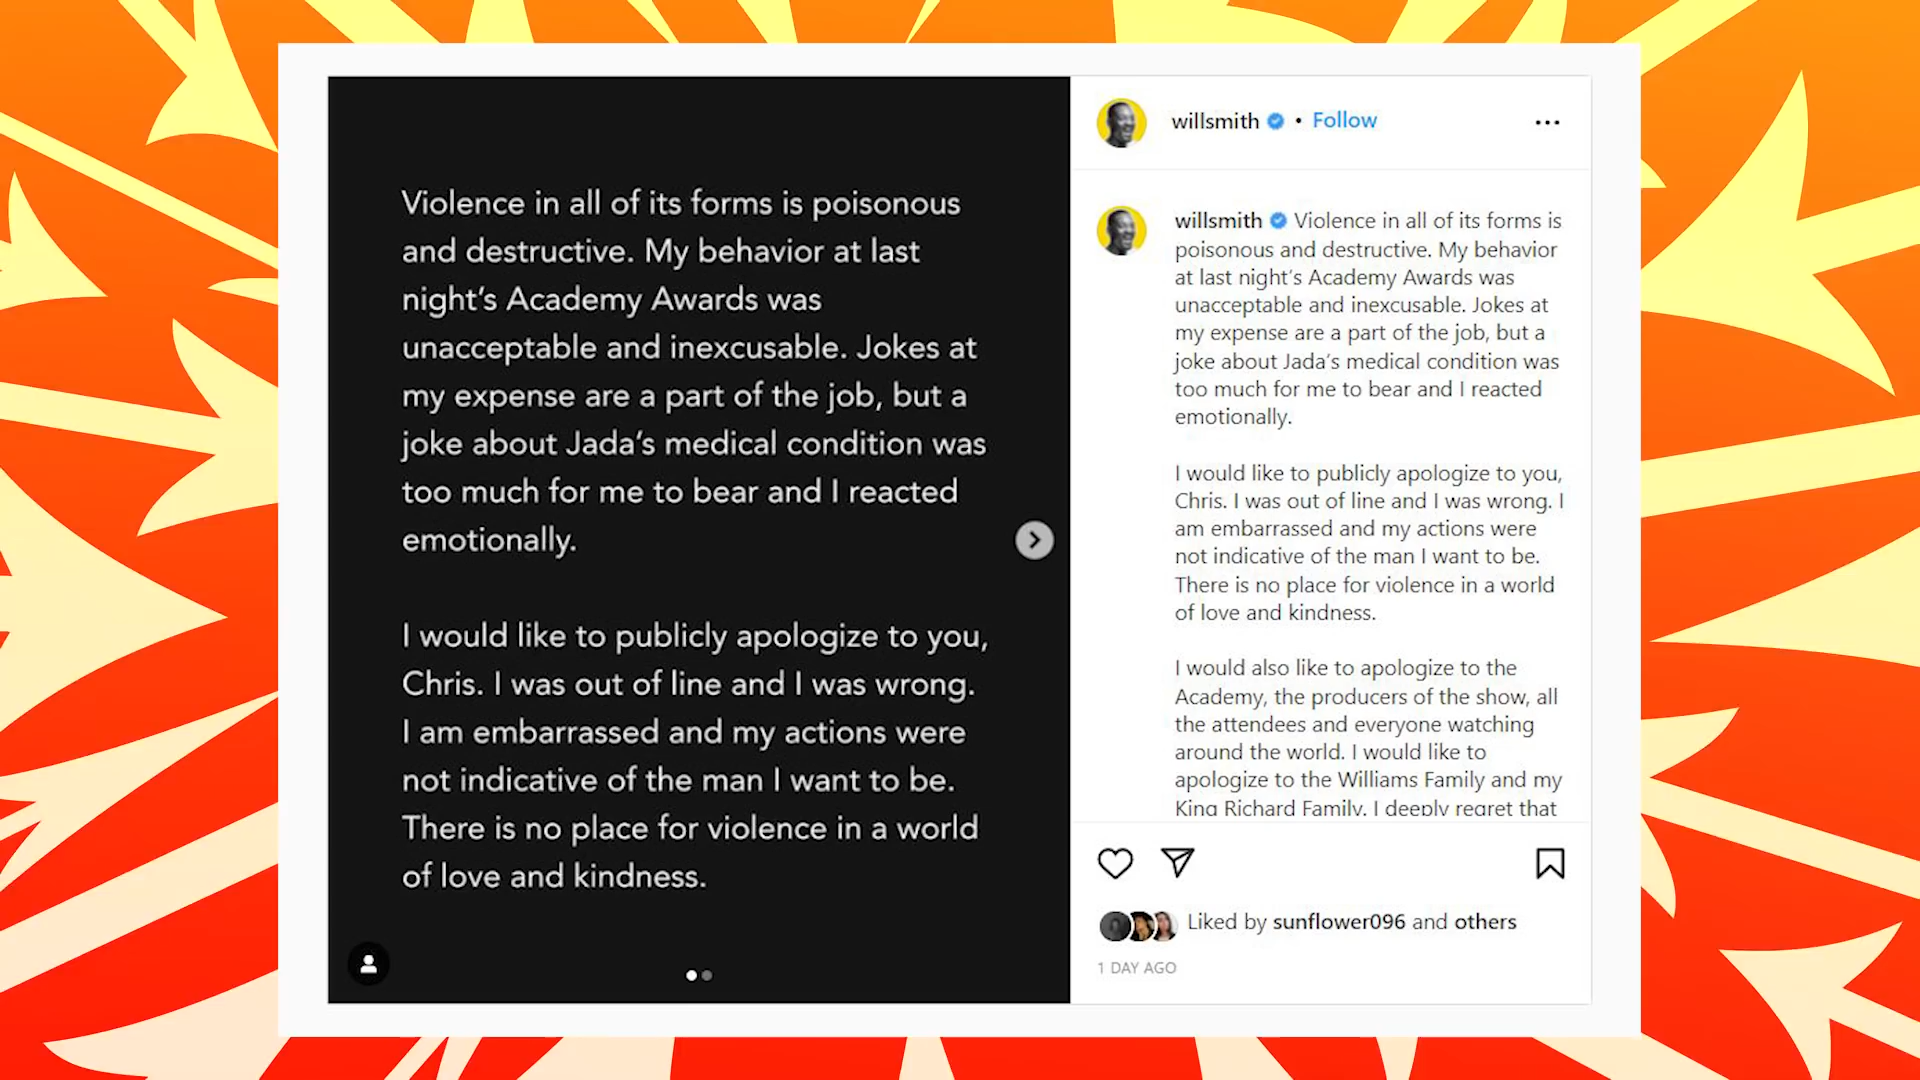 Violence in all of its forms is poisonous
and destructive. My behavior at last
night's Academy Awards was
unacceptable and inexcusable. Jokes at
my expense are a part of the job, but a
joke about Jada's medical condition was
too much for me to bear and I reacted
emotionally.
I would like to publicly apologize to you,
Chris. I was out of line and I was wrong.
I am embarrassed and my actions were
not indicative of the man I want to be.
There is no place for violence in a world
of love and kindness.
willsmith • Follow
willsmith Violence in all of its forms is
poisonous and destructive. My behavior
at last night's Academy Awards was
unacceptable and inexcusable. Jokes at
my expense are a part of the job, but a
joke about Jada's medical condition was
too much for me to bear and I reacted
emotionally.
I would like to publicly apologize to you,
Chris. I was out of line and I was wrong. I
am embarrassed and my actions were
not indicative of the man I want to be.
There is no place for violence in a world
of love and kindness.
I would also like to apologize to the
Academy, the producers of the show, all
the attendees and everyone watching
around the world. I would like to
apologize to the Williams Family and my
King Richard Family. I deeply regret that
Liked by sunflower096 and others
1 DAY AGO